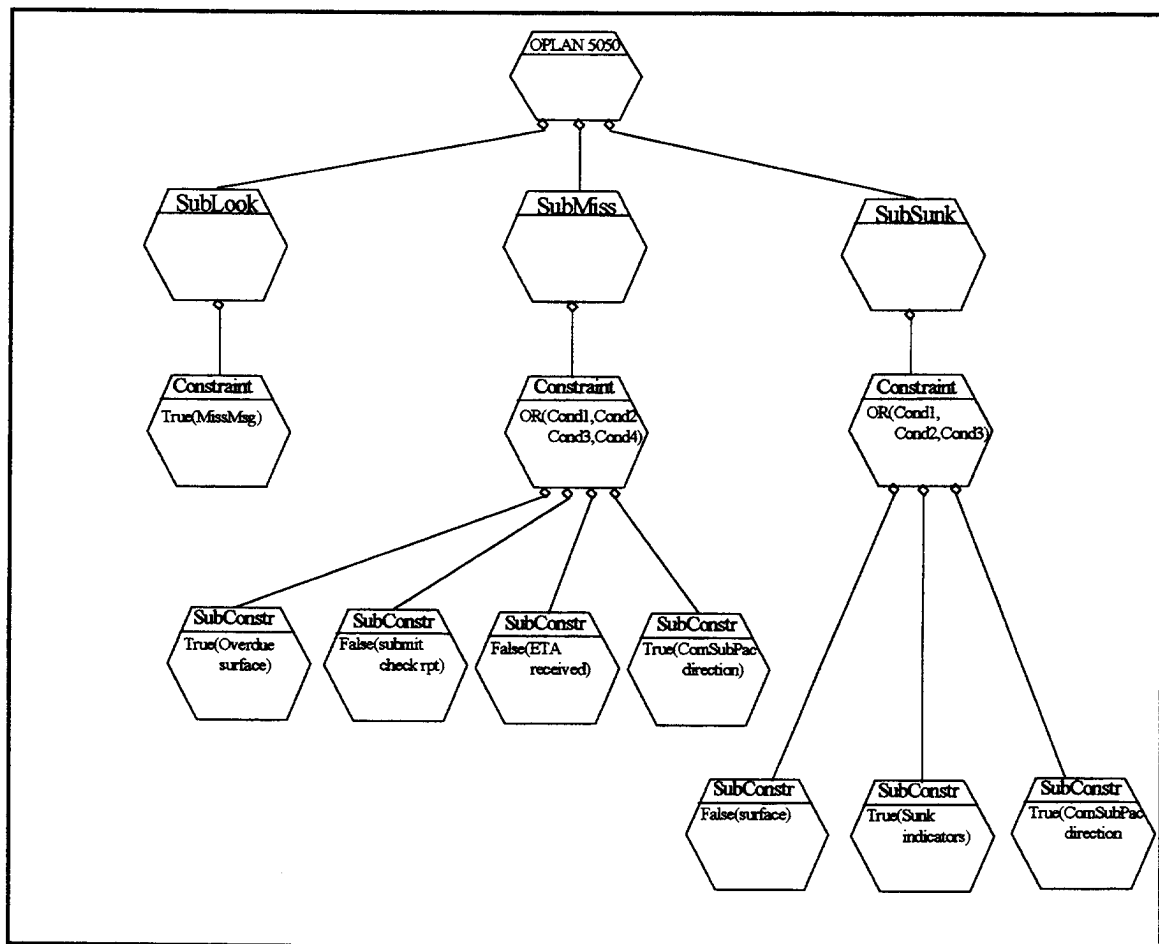 OPLAN 5050
SubLook
SubMiss
SubSunk
Constraint
True(MissMsg)
Constraint
OR(Cond1,Cond2
Cond3,Cond4)
Constraint
OR(Cond1,
Cond2,Cond3)
SubConstr
True(Overdue
surface)
SubConstr
False(submit
check rpt)
SubConstr
False(ETA
received)
SubConstr
True(ComSubPac
direction)
SubConstr
False(surface)
SubConstr
True(Sunk
indicators)
SubConstr
True(ComSubPac
direction